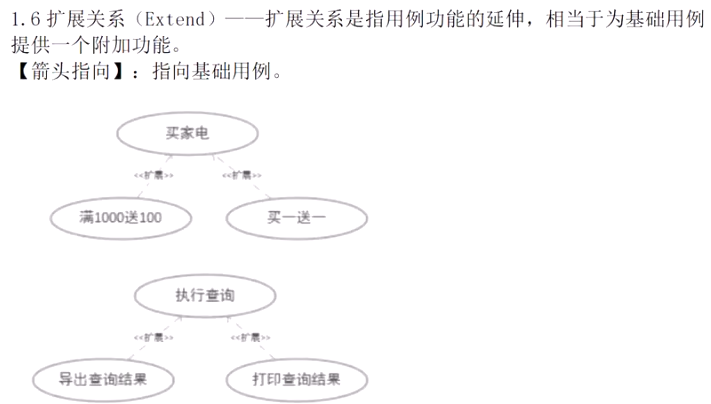 1.6 扩展关系（Extend）——扩展关系是指用例功能的延伸，相当于为基础用例
提供一个附加功能。
【箭头指向】：指向基础用例。
买家电
<<扩展>> <<扩展>>
满1000送100 买一送一
执行查询
<<扩展>> <<扩展>>
导出查询结果 打印查询结果